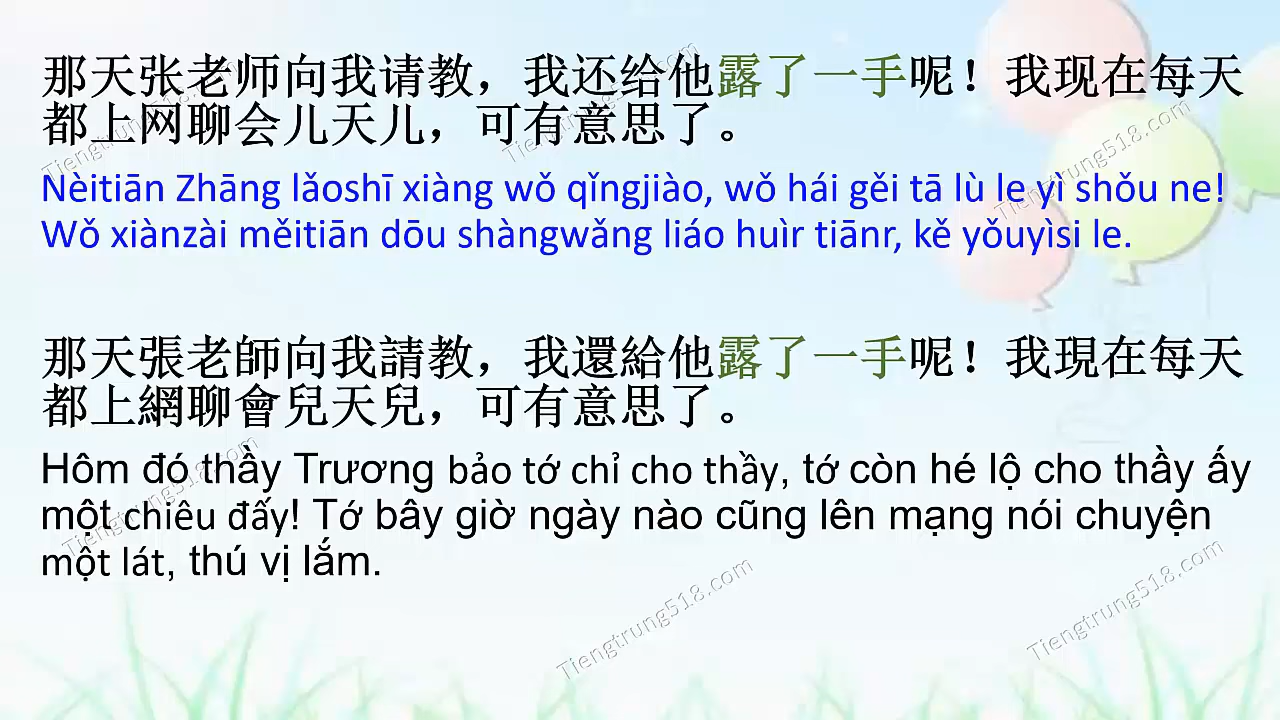 那天张老师向我请教，我还给他露了一手呢！我现在每天
都上网聊会儿天儿，可有意思了。
Nèitiān Zhāng lǎoshī xiàng wǒ qǐngjiào, wǒ hái gěi tā lù le yì shǒu ne!
Wǒ xiànzài měitiān dōu shàngwǎng liáo huìr tiānr, kě yǒuyìsi le.
那天張老師向我請教，我還給他露了一手呢！我現在每天
都上網聊會兒天兒，可有意思了。
Hôm đó thầy Trương bảo tớ chỉ cho thầy, tớ còn hé lộ cho thầy ấy
một chiêu đấy! Tớ bây giờ ngày nào cũng lên mạng nói chuyện
một lát, thú vị lắm.
Tiengtrung518.com
Tiengtrung518.com
Tiengtrung518.com
Tiengtrung518.com
Tiengtrung518.com
Tiengtrung518.com